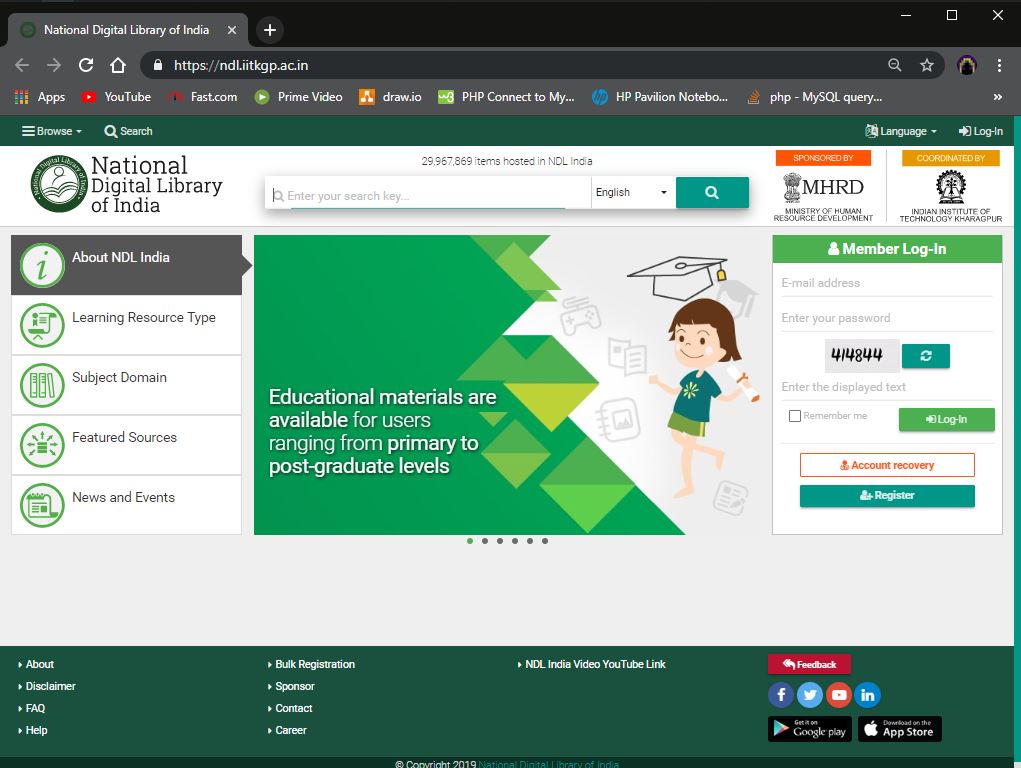 National Digital Library of India
https://ndl.iitkgp.ac.in
Apps YouTube Fast.com Prime Video draw.io PHP Connect to My... HP Pavilion Notebo... php - MySQL query... »
Browse Search Language Log-In
National
Digital Library
of India
29,967,869 items hosted in NDL India
Enter your search key... English
SPONSORED BY
MHRD
MINISTRY OF HUMAN
RESOURCE DEVELOPMENT
COORDINATED BY
INDIAN INSTITUTE OF
TECHNOLOGY KHARAGPUR
About NDL India
Learning Resource Type
Subject Domain
Featured Sources
News and Events
Educational materials are
available for users
ranging from primary to
post-graduate levels
Member Log-In
E-mail address
Enter your password
414844
Enter the displayed text
Remember me Log-In
Account recovery
Register
About
Disclaimer
FAQ
Help
Bulk Registration
Sponsor
Contact
Career
NDL India Video YouTube Link
Feedback
Get it on
Google play
Download on the
App Store
© Copyright 2019 National Digital Library of India